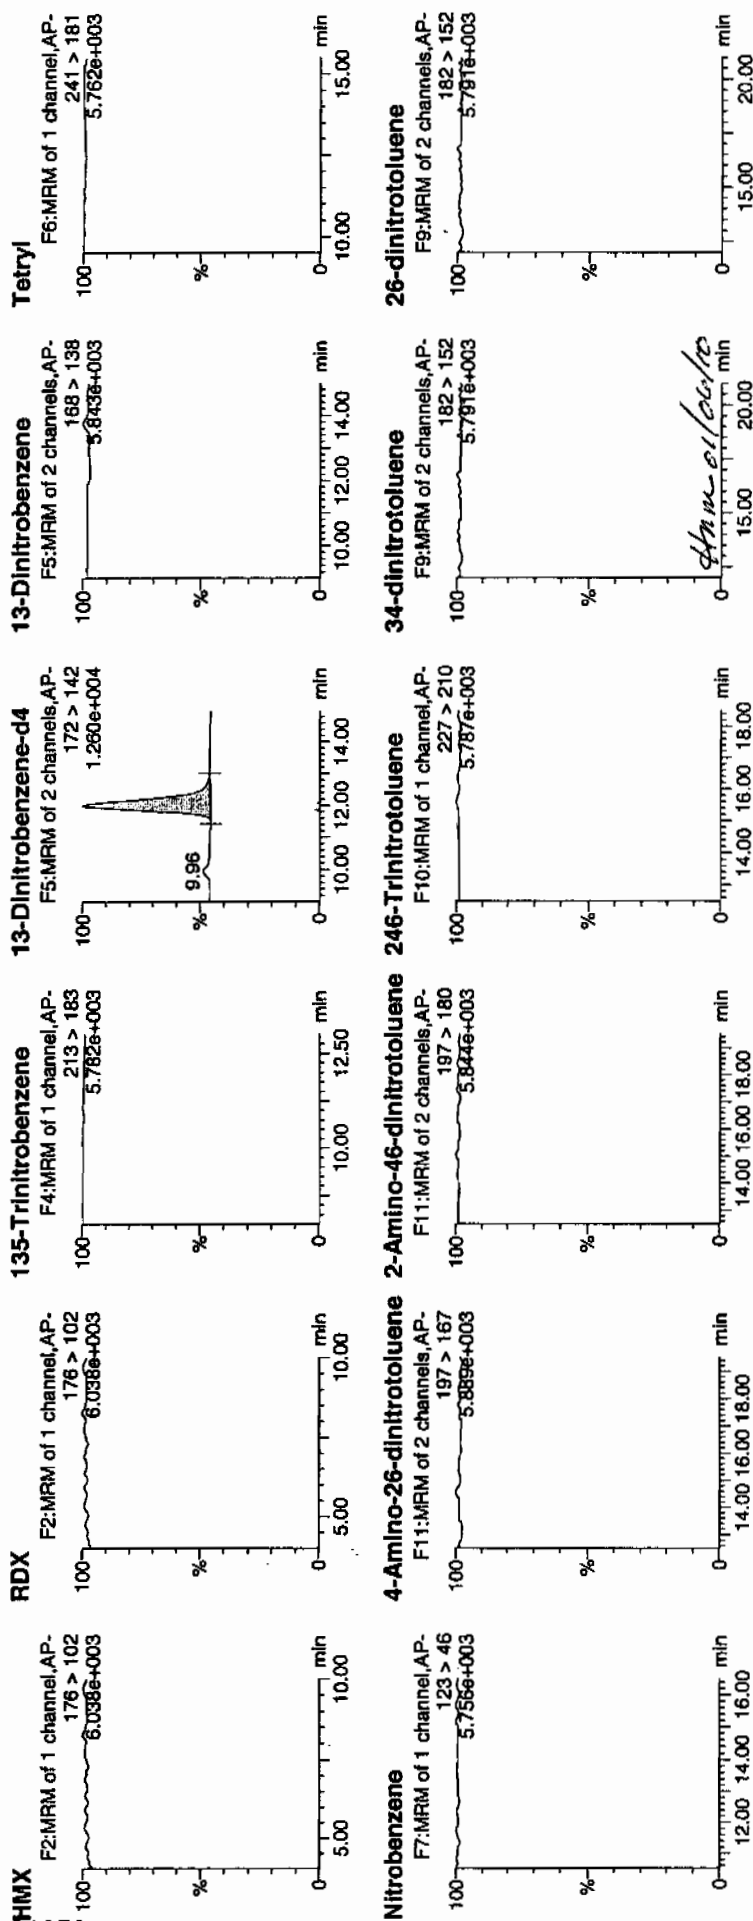 HMX
F2:MRM of 1 channel,AP-
176 > 102
6.038e+003
100
%
0
5.00
10.00
min
RDX
F2:MRM of 1 channel,AP-
176 > 102
6.038e+003
100
%
0
5.00
10.00
min
135-Trinitrobenzene
F4:MRM of 1 channel,AP-
213 > 183
5.782e+003
100
%
0
10.00
12.50
min
13-Dinitrobenzene-d4
F5:MRM of 2 channels,AP-
172 > 142
1.260e+004
100
9.96
%
0
10.00
12.00
14.00
min
13-Dinitrobenzene
F5:MRM of 2 channels,AP-
168 > 138
5.843e+003
100
%
0
10.00
12.00
14.00
min
Tetryl
F6:MRM of 1 channel,AP-
241 > 181
5.762e+003
100
%
0
10.00
15.00
min
Nitrobenzene
F7:MRM of 1 channel,AP-
123 > 46
5.756e+003
100
%
0
12.00
14.00
16.00
min
4-Amino-26-dinitrotoluene
F11:MRM of 2 channels,AP-
197 > 167
5.889e+003
100
%
0
14.00
16.00
18.00
min
2-Amino-46-dinitrotoluene
F11:MRM of 2 channels,AP-
197 > 180
5.844e+003
100
%
0
14.00
16.00
18.00
min
246-Trinitrotoluene
F10:MRM of 1 channel,AP-
227 > 210
5.787e+003
100
%
0
14.00
16.00
18.00
min
34-dinitrotoluene
F9:MRM of 2 channels,AP-
182 > 152
5.791e+003
100
%
0
15.00
20.00
min
01/06/10
26-dinitrotoluene
F9:MRM of 2 channels,AP-
182 > 152
5.791e+003
100
%
0
15.00
20.00
min